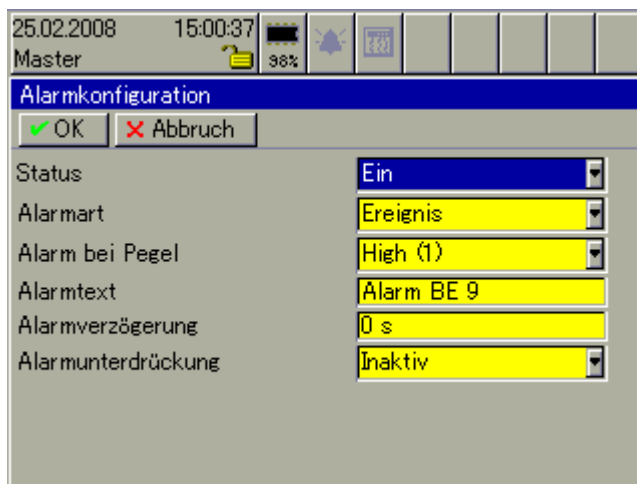 25.02.2008 15:00:37
Master 98%
Alarmkonfiguration
OK Abbruch
Status Ein
Alarmart Ereignis
Alarm bei Pegel High (1)
Alarmtext Alarm BE 9
Alarmverzögerung 0 s
Alarmunterdrückung Inaktiv